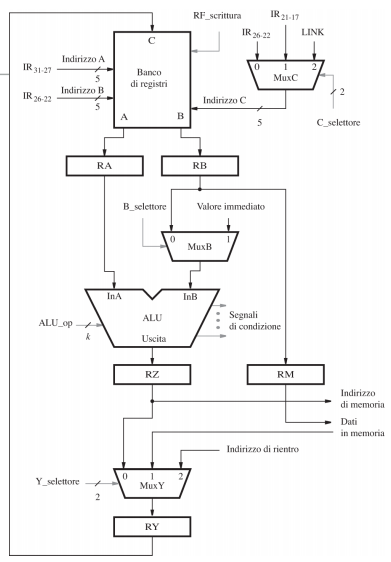 RF_scrittura
IR21-17
IR26-22
LINK
C
0 1 2
MuxC
IR31-27
Indirizzo A
5
Banco
di registri
IR26-22
Indirizzo B
5
Indirizzo C
5
2
C_selettore
A
B
RA
RB
B_selettore
Valore immediato
0 1
MuxB
InA
InB
ALU
ALU_op
k
Uscita
Segnali
di condizione
RZ
RM
Indirizzo
di memoria
Dati
in memoria
Indirizzo di rientro
Y_selettore
2
0 1 2
MuxY
RY